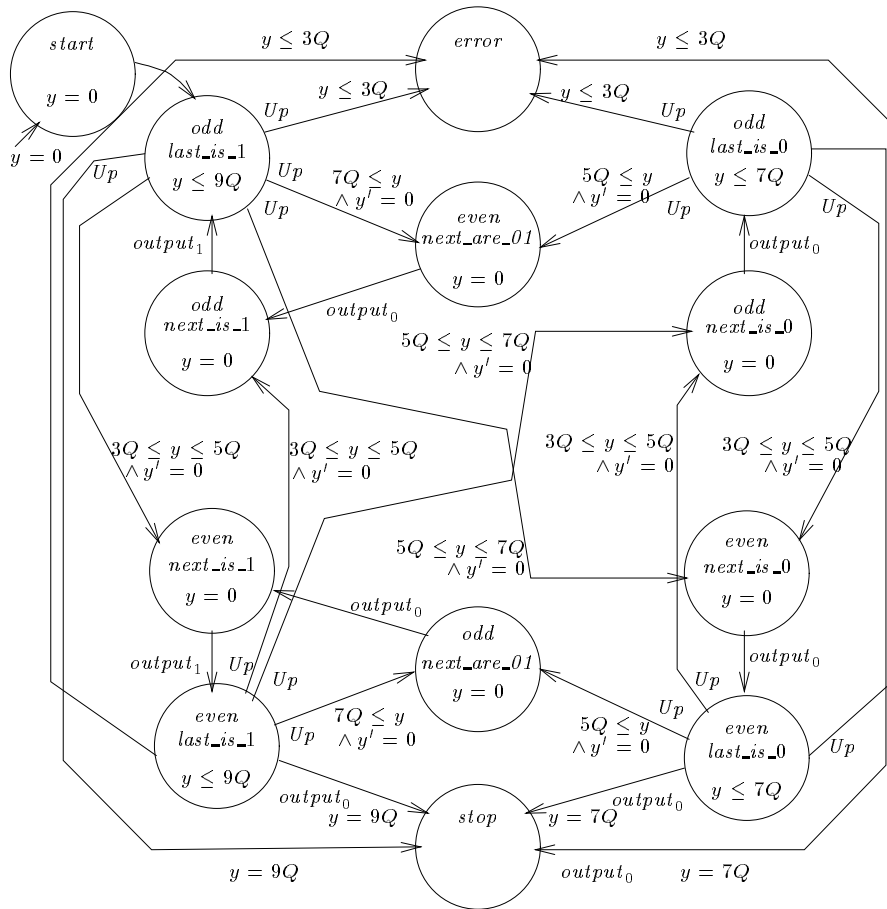 start
y = 0
y = 0
error
y ≤ 3Q
y ≤ 3Q
y ≤ 3Q
y ≤ 3Q
Up
Up
odd
last_is_1
y ≤ 9Q
odd
last_is_0
y ≤ 7Q
Up
Up
Up
Up
Up
7Q ≤ y
∧ y′ = 0
5Q ≤ y
∧ y′ = 0
even
next_are_01
y = 0
output₁
output₀
output₀
odd
next_is_1
y = 0
odd
next_is_0
y = 0
5Q ≤ y ≤ 7Q
∧ y′ = 0
3Q ≤ y ≤ 5Q
∧ y′ = 0
3Q ≤ y ≤ 5Q
∧ y′ = 0
3Q ≤ y ≤ 5Q
∧ y′ = 0
3Q ≤ y ≤ 5Q
∧ y′ = 0
even
next_is_1
y = 0
5Q ≤ y ≤ 7Q
∧ y′ = 0
even
next_is_0
y = 0
output₀
odd
next_are_01
y = 0
output₁
output₀
Up
Up
Up
even
last_is_1
y ≤ 9Q
Up
7Q ≤ y
∧ y′ = 0
5Q ≤ y
∧ y′ = 0
Up
Up
even
last_is_0
y ≤ 7Q
Up
output₀
y = 9Q
stop
output₀
y = 7Q
y = 9Q
output₀
y = 7Q